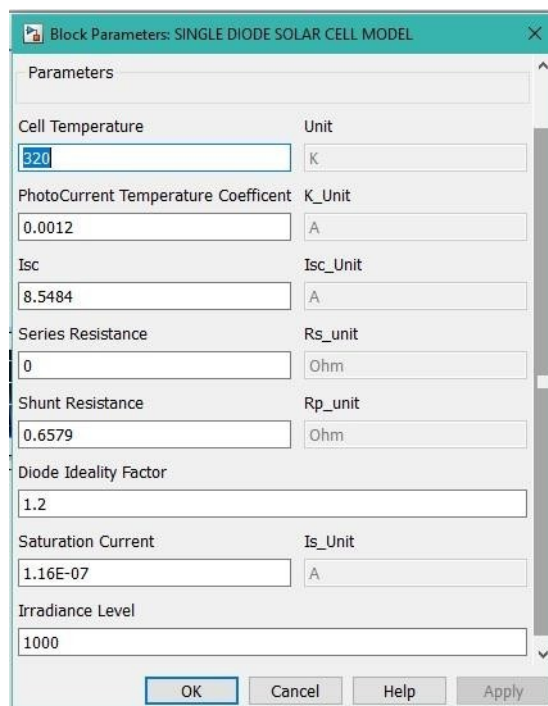 Block Parameters: SINGLE DIODE SOLAR CELL MODEL
Parameters
Cell Temperature Unit
320 K
PhotoCurrent Temperature Coefficent K_Unit
0.0012 A
Isc Isc_Unit
8.5484 A
Series Resistance Rs_unit
0 Ohm
Shunt Resistance Rp_unit
0.6579 Ohm
Diode Ideality Factor
1.2
Saturation Current Is_Unit
1.16E-07 A
Irradiance Level
1000
OK Cancel Help Apply